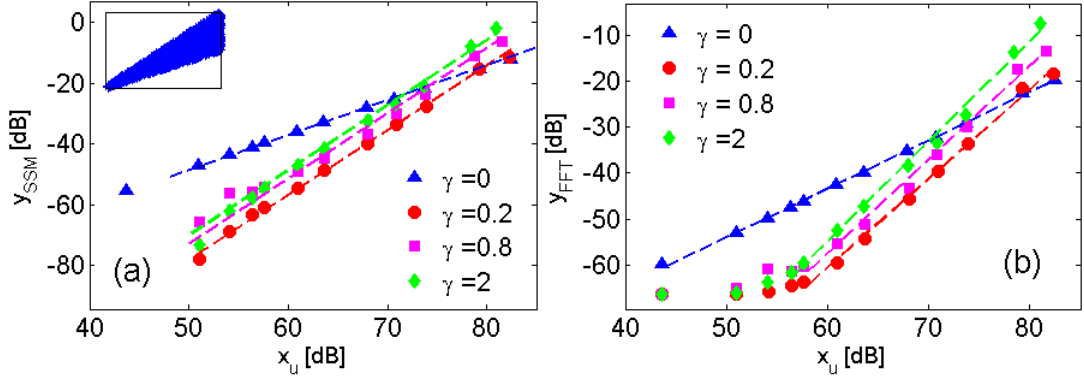 0
-20
-40
-60
-80
y_SSM [dB]
(a)
γ = 0
γ = 0.2
γ = 0.8
γ = 2
40 50 60 70 80
x_u [dB]
-10
-20
-30
-40
-50
-60
y_FFT [dB]
γ = 0
γ = 0.2
γ = 0.8
γ = 2
(b)
40 50 60 70 80
x_u [dB]